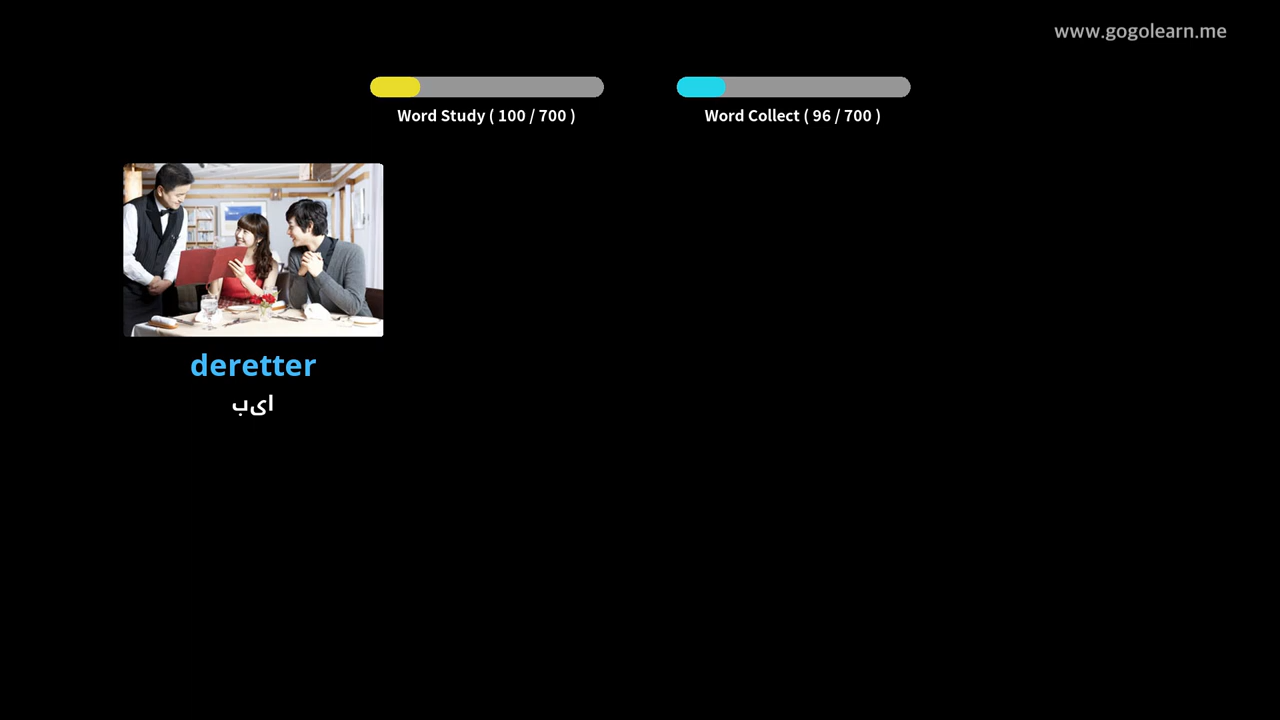 www.gogolearn.me
Word Study ( 100 / 700 )
Word Collect ( 96 / 700 )
deretter
ایب